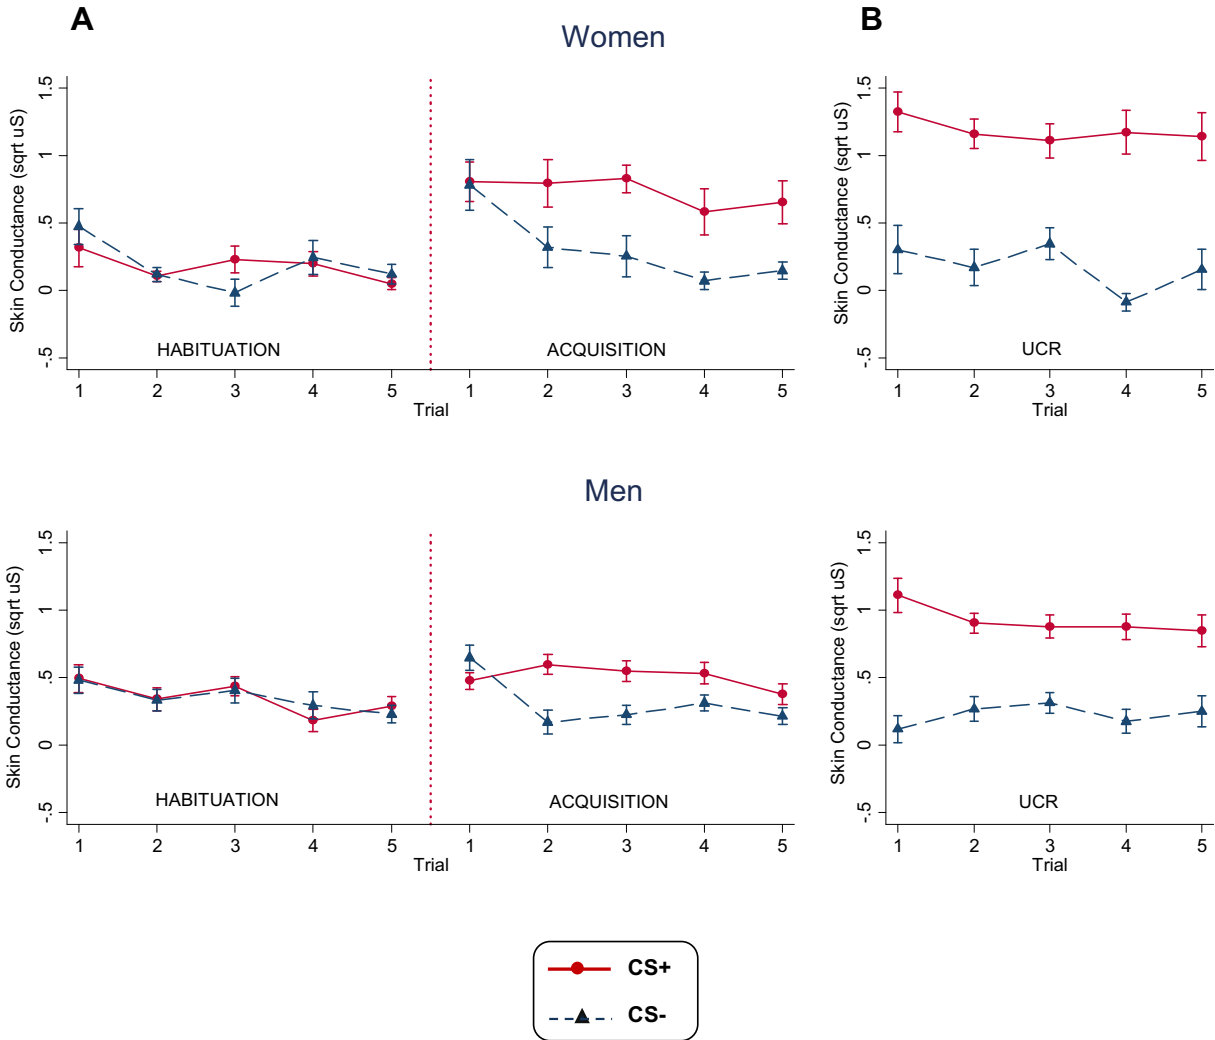 A
B
Women
Skin Conductance (sqrt uS)
1.5
1
.5
0
-.5
HABITUATION
ACQUISITION
1 2 3 4 5 1 2 3 4 5
Trial
Skin Conductance (sqrt uS)
1.5
1
.5
0
-.5
UCR
1 2 3 4 5
Trial
Men
Skin Conductance (sqrt uS)
1.5
1
.5
0
-.5
HABITUATION
ACQUISITION
1 2 3 4 5 1 2 3 4 5
Trial
Skin Conductance (sqrt uS)
1.5
1
.5
0
-.5
UCR
1 2 3 4 5
Trial
CS+
CS-